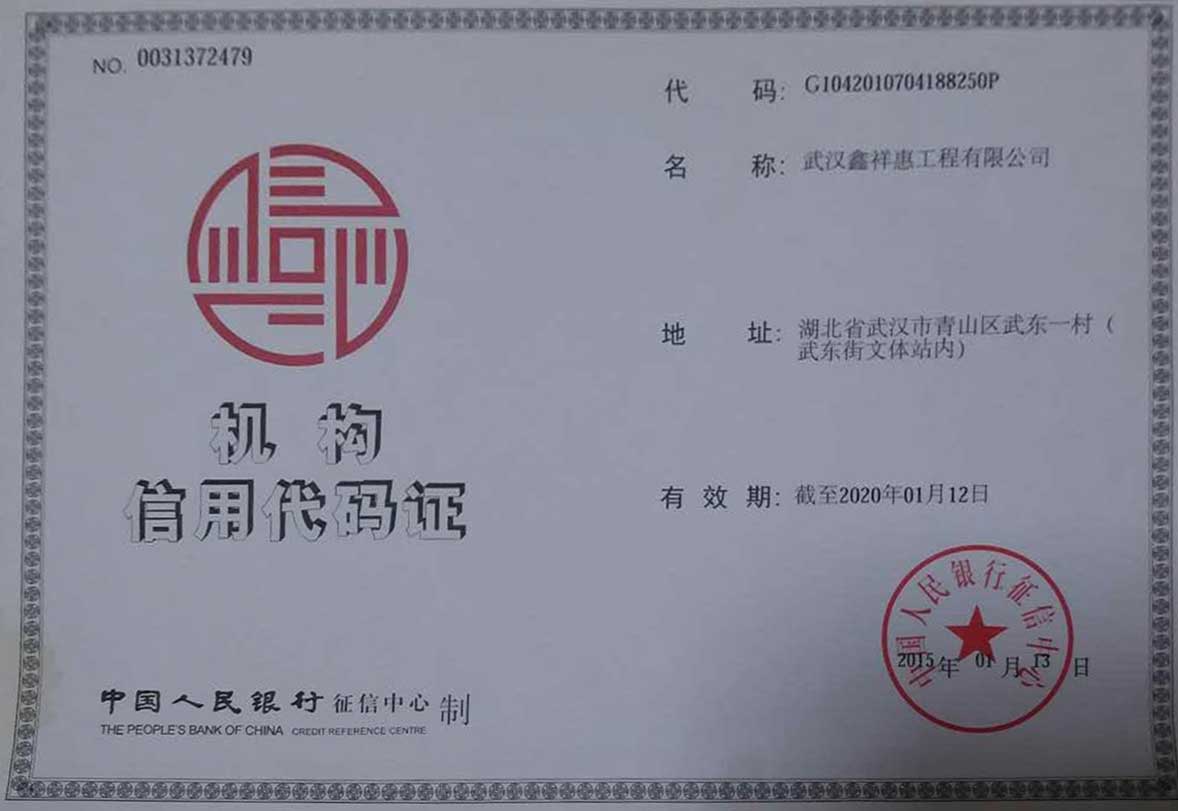 NO. 0031372479
机构
信用代码证
中国人民银行征信中心 制
THE PEOPLE'S BANK OF CHINA CREDIT REFERENCE CENTRE
代 码: G1042010704188250P
名 称: 武汉鑫祥惠工程有限公司
地 址: 湖北省武汉市青山区武东一村(
武东街文体站内)
有 效 期: 截至2020年01月12日
中国人民银行征信中心
2015年 01月13日